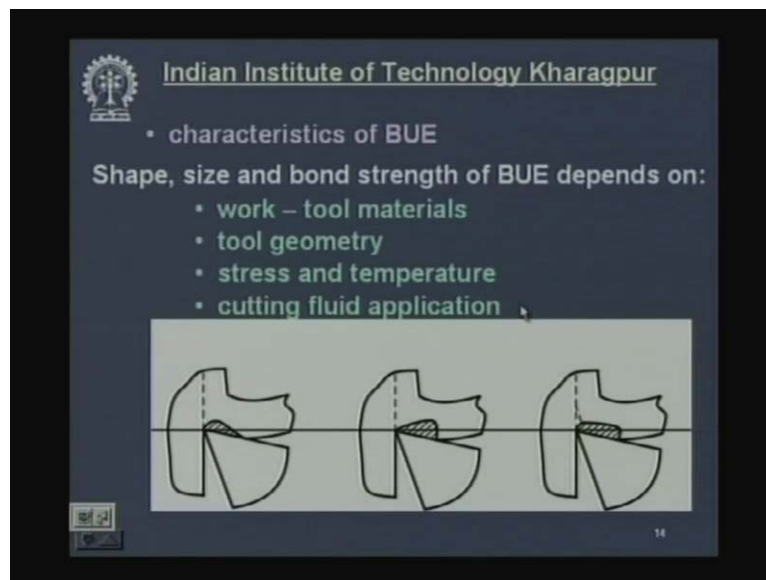 Indian Institute of Technology Kharagpur
• characteristics of BUE
Shape, size and bond strength of BUE depends on:
• work – tool materials
• tool geometry
• stress and temperature
• cutting fluid application
14